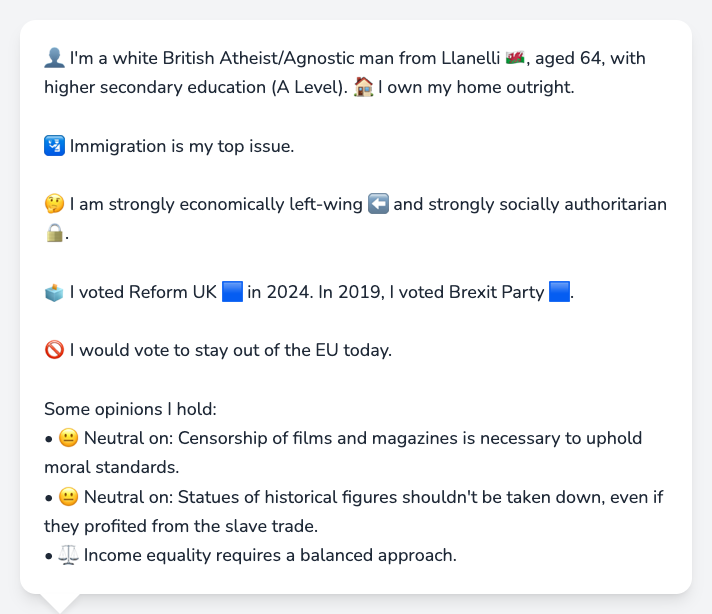 👤 I'm a white British Atheist/Agnostic man from Llanelli 🏴󠁧󠁢󠁷󠁬󠁳󠁿, aged 64, with
higher secondary education (A Level). 🏠 I own my home outright.
🛂 Immigration is my top issue.
🤔 I am strongly economically left-wing ⬅️ and strongly socially authoritarian
🔒.
🗳️ I voted Reform UK 🟦 in 2024. In 2019, I voted Brexit Party 🟦.
🚫 I would vote to stay out of the EU today.
Some opinions I hold:
• 😐 Neutral on: Censorship of films and magazines is necessary to uphold
moral standards.
• 😐 Neutral on: Statues of historical figures shouldn't be taken down, even if
they profited from the slave trade.
• ⚖️ Income equality requires a balanced approach.